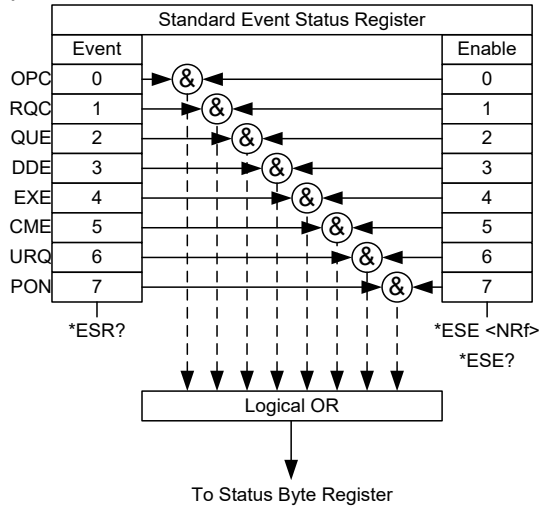 Standard Event Status Register
Event Enable
OPC 0 & 0
RQC 1 & 1
QUE 2 & 2
DDE 3 & 3
EXE 4 & 4
CME 5 & 5
URQ 6 & 6
PON 7 & 7
*ESR? *ESE <NRf>
*ESE?
Logical OR
To Status Byte Register